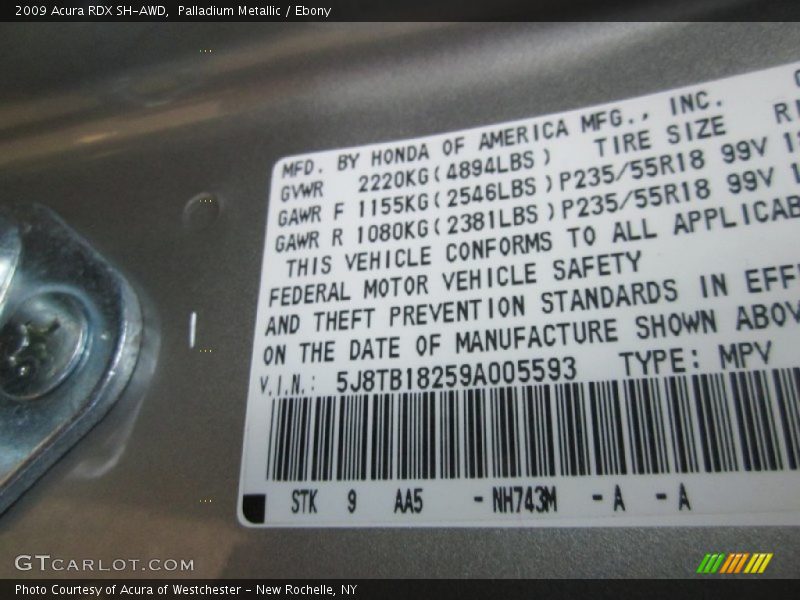 2009 Acura RDX SH-AWD, Palladium Metallic / Ebony
MFD. BY HONDA OF AMERICA MFG., INC.
GVWR 2220KG(4894LBS) TIRE SIZE
GAWR F 1155KG(2546LBS)P235/55R18 99V
GAWR R 1080KG(2381LBS)P235/55R18 99V
THIS VEHICLE CONFORMS TO ALL APPLICAB
FEDERAL MOTOR VEHICLE SAFETY
AND THEFT PREVENTION STANDARDS IN EFF
ON THE DATE OF MANUFACTURE SHOWN ABOV
V.I.N.: 5J8TB18259A005593 TYPE: MPV
STK 9 AA5 -NH743M -A -A
GTCARLOT.COM
Photo Courtesy of Acura of Westchester - New Rochelle, NY